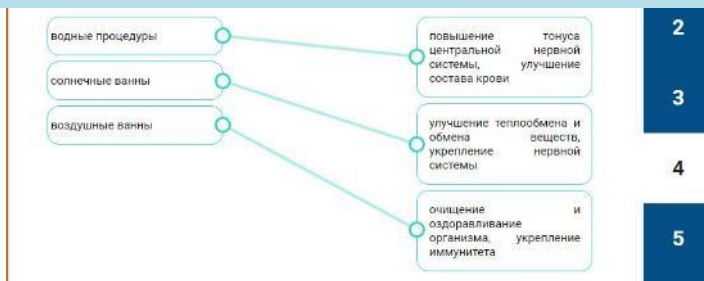 водные процедуры
солнечные ванны
воздушные ванны
повышение тонуса
центральной нервной
системы, улучшение
состава крови
улучшение теплообмена и
обмена веществ,
укрепление нервной
системы
очищение и
оздоравливание
организма, укрепление
иммунитета
2
3
4
5